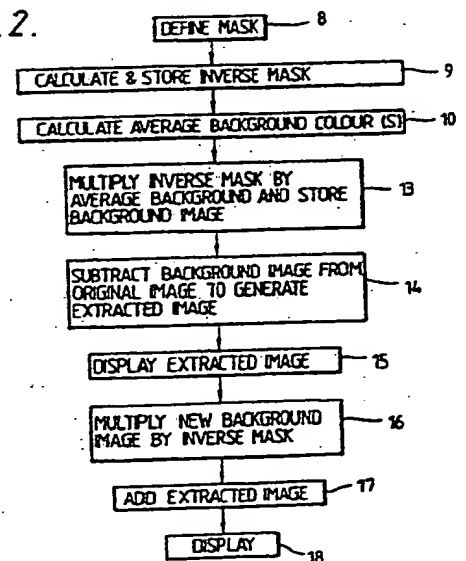 2.
DEFINE MASK 8
CALCULATE & STORE INVERSE MASK 9
CALCULATE AVERAGE BACKGROUND COLOUR (S) 10
MULTIPLY INVERSE MASK BY
AVERAGE BACKGROUND AND STORE
BACKGROUND IMAGE
13
SUBTRACT BACKGROUND IMAGE FROM
ORIGINAL IMAGE TO GENERATE
EXTRACTED IMAGE
14
DISPLAY EXTRACTED IMAGE 15
MULTIPLY NEW BACKGROUND
IMAGE BY INVERSE MASK
16
ADD EXTRACTED IMAGE 17
DISPLAY 18